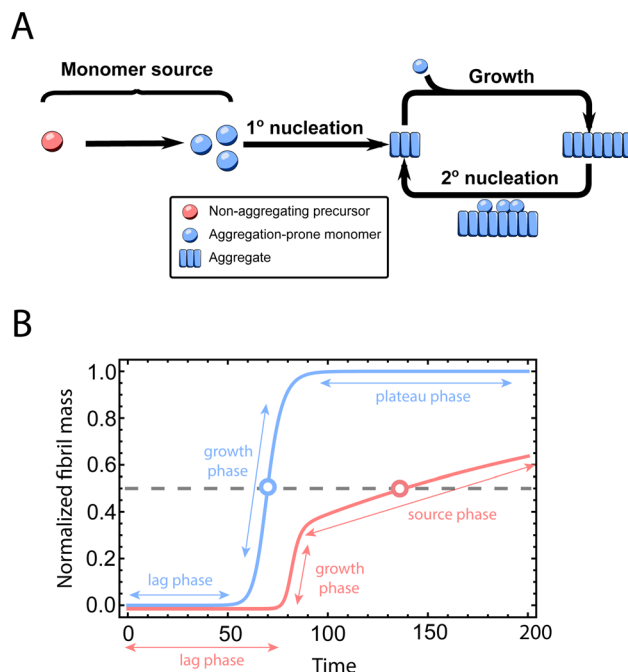 A
Monomer source
Growth
1º nucleation
2º nucleation
Non-aggregating precursor
Aggregation-prone monomer
Aggregate
B
Normalized fibril mass
1.0
0.8
0.6
0.4
0.2
0.0
plateau phase
growth
phase
source phase
lag phase
growth
phase
0
50
100
150
200
lag phase
Time